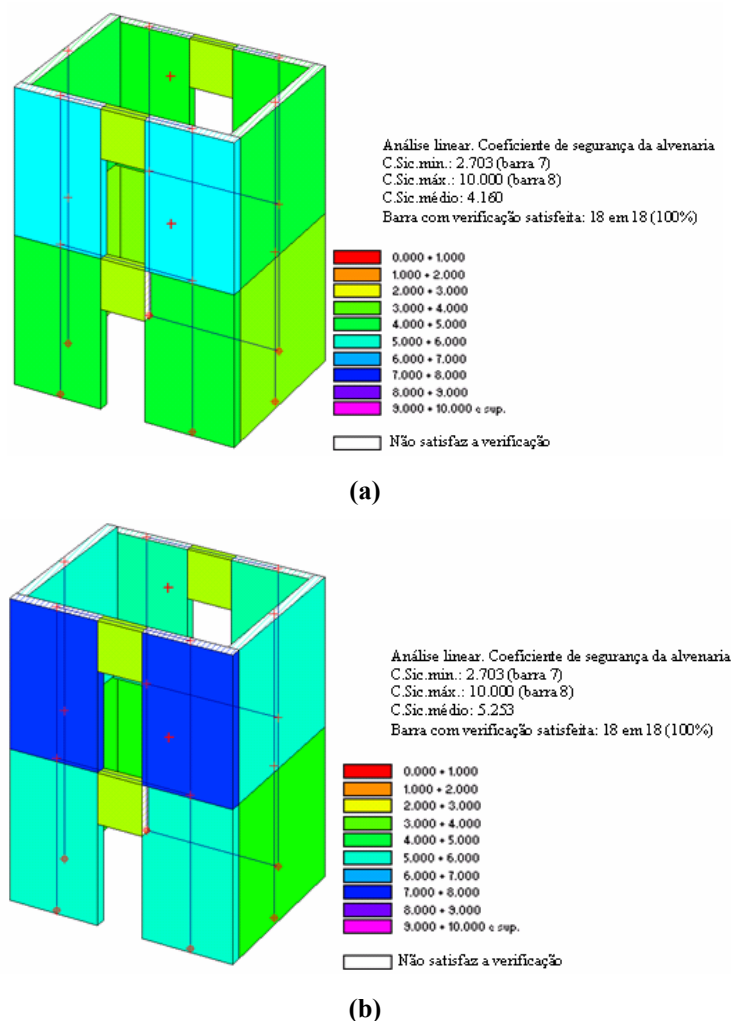 Análise linear. Coeficiente de segurança da alvenaria
C.Sic.min.: 2.703 (barra 7)
C.Sic.máx.: 10.000 (barra 8)
C.Sic.médio: 4.160
Barra com verificação satisfeita: 18 em 18 (100%)
0.000 + 1.000
1.000 + 2.000
2.000 + 3.000
3.000 + 4.000
4.000 + 5.000
5.000 + 6.000
6.000 + 7.000
7.000 + 8.000
8.000 + 9.000
9.000 + 10.000 e sup.
Não satisfaz a verificação
(a)
Análise linear. Coeficiente de segurança da alvenaria
C.Sic.min.: 2.703 (barra 7)
C.Sic.máx.: 10.000 (barra 8)
C.Sic.médio: 5.253
Barra com verificação satisfeita: 18 em 18 (100%)
0.000 + 1.000
1.000 + 2.000
2.000 + 3.000
3.000 + 4.000
4.000 + 5.000
5.000 + 6.000
6.000 + 7.000
7.000 + 8.000
8.000 + 9.000
9.000 + 10.000 e sup.
Não satisfaz a verificação
(b)